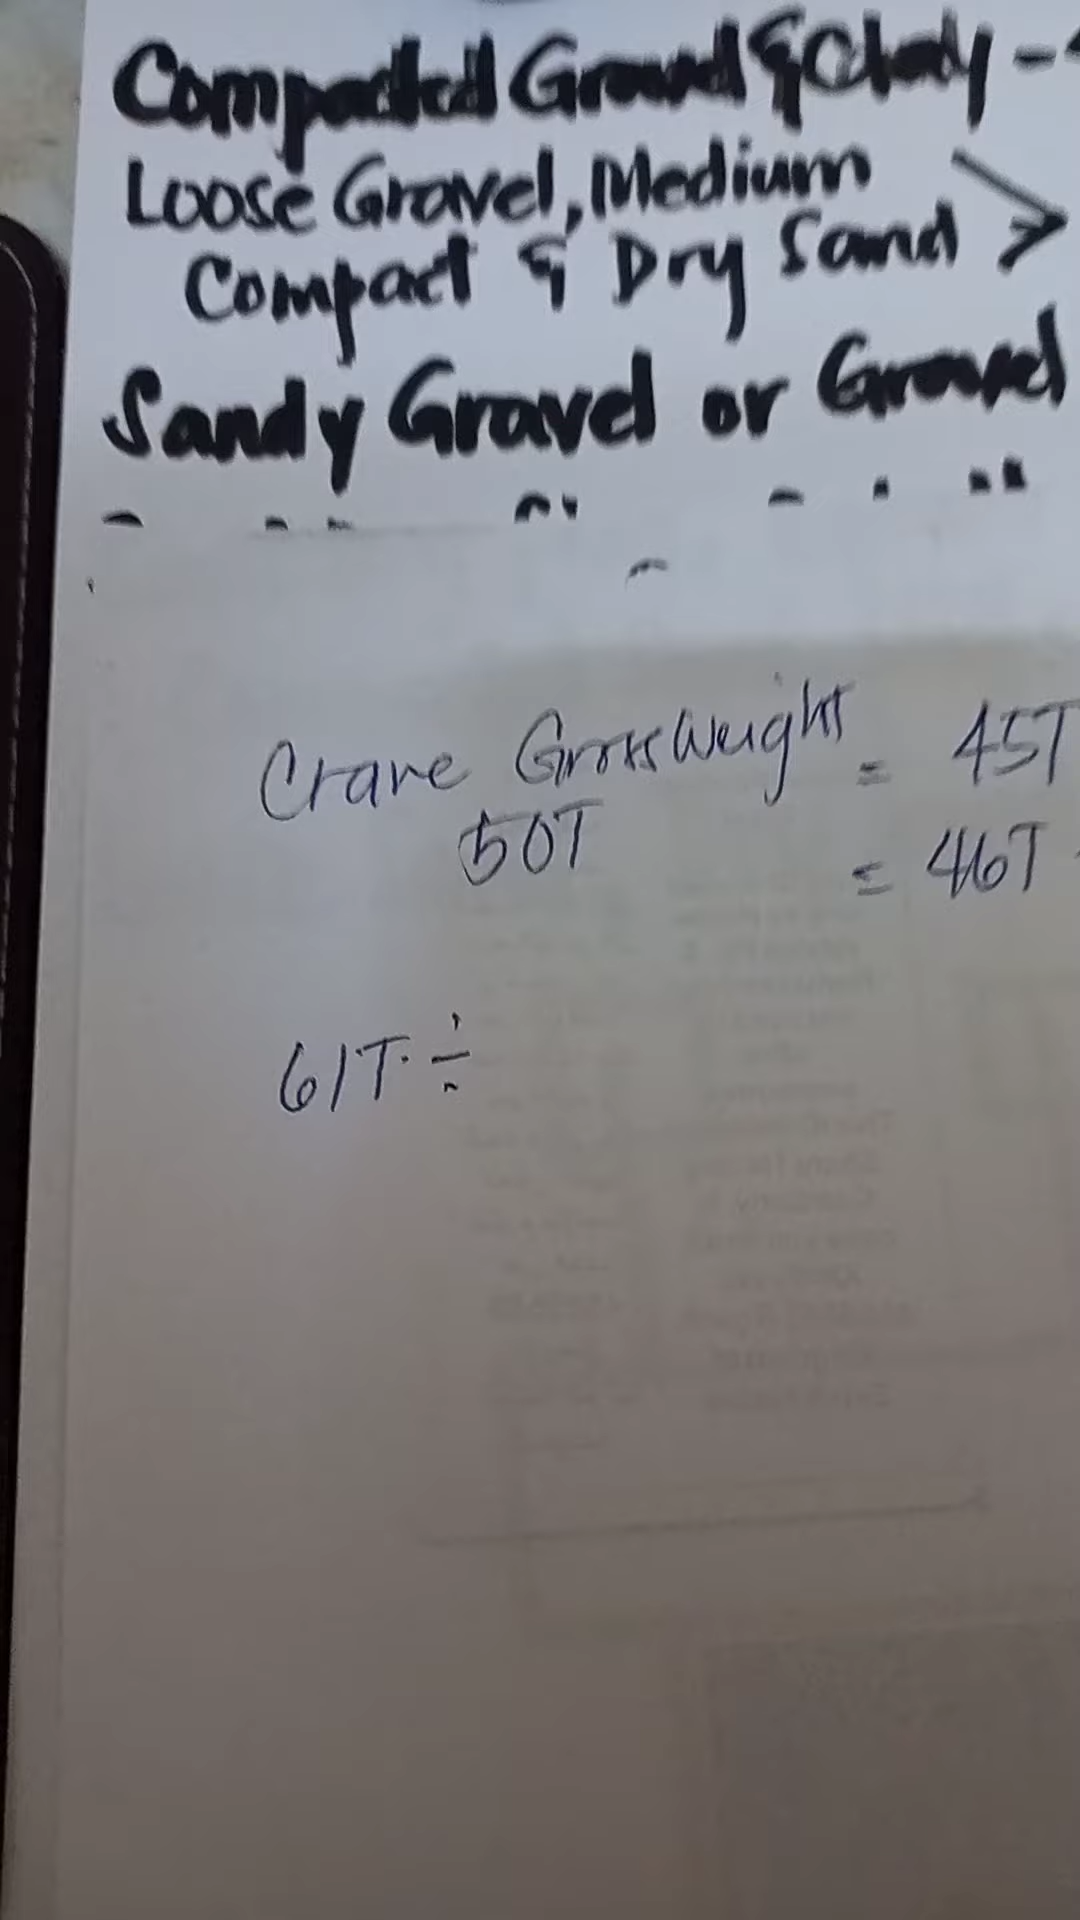 Compacted Gravel & Clay -
Loose Gravel, Medium
Compact & Dry Sand >
Sandy Gravel or Gravel
Crane Gross Weight = 45T
50T = 46T
61T. ÷